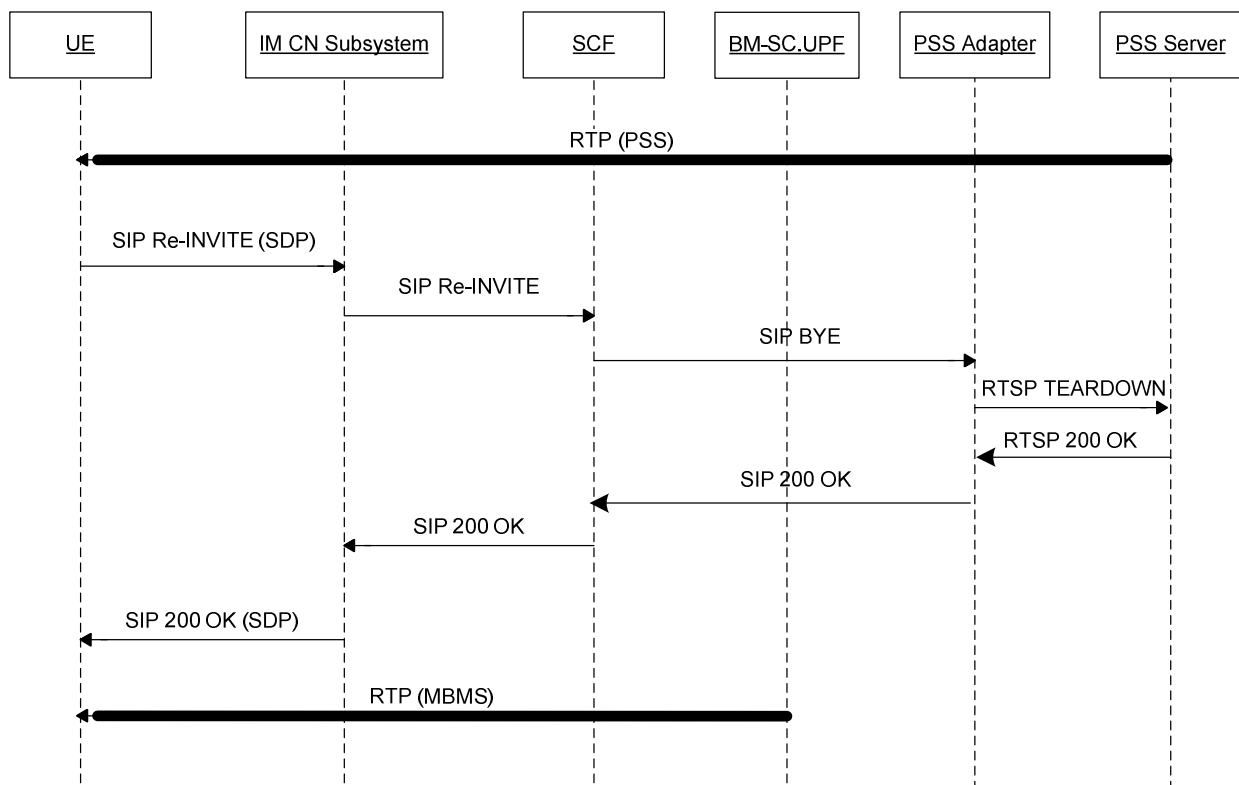 UE
IM CN Subsystem
SCF
BM-SC.UPF
PSS Adapter
PSS Server
RTP (PSS)
SIP Re-INVITE (SDP)
SIP Re-INVITE
SIP BYE
RTSP TEARDOWN
RTSP 200 OK
SIP 200 OK
SIP 200 OK
SIP 200 OK (SDP)
RTP (MBMS)